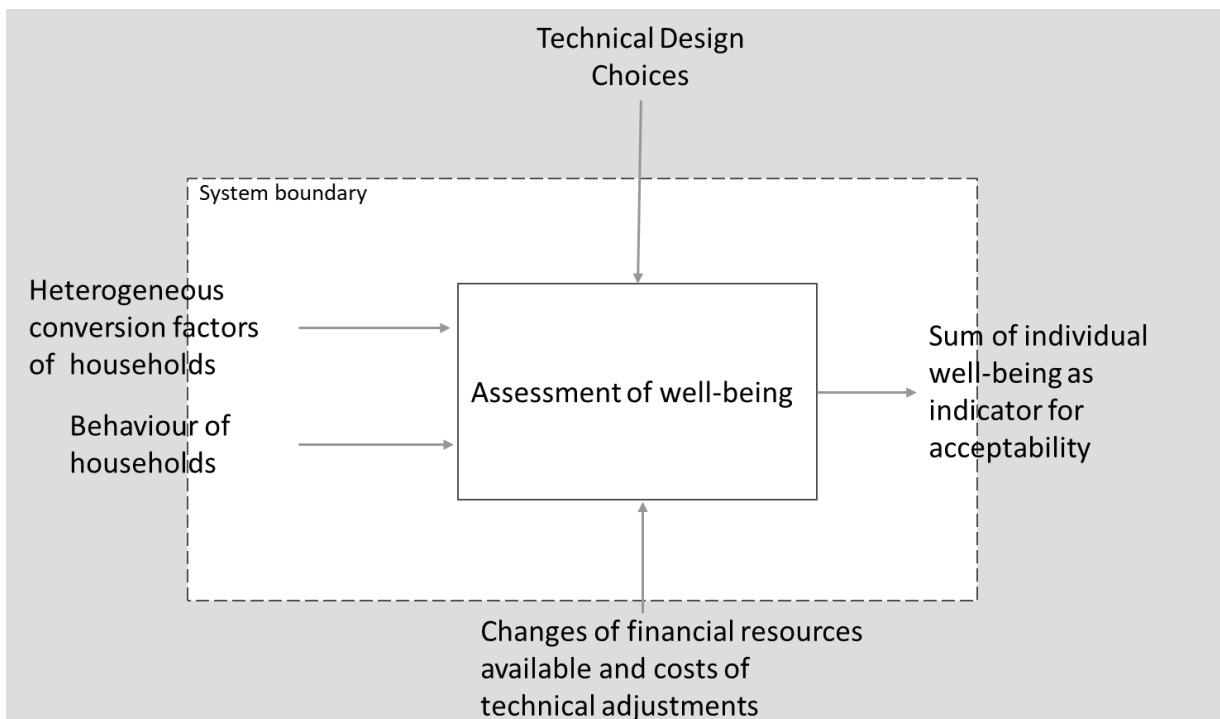 Technical Design
Choices
System boundary
Heterogeneous
conversion factors
of households
Behaviour of
households
Assessment of well-being
Sum of individual
well-being as
indicator for
acceptability
Changes of financial resources
available and costs of
technical adjustments